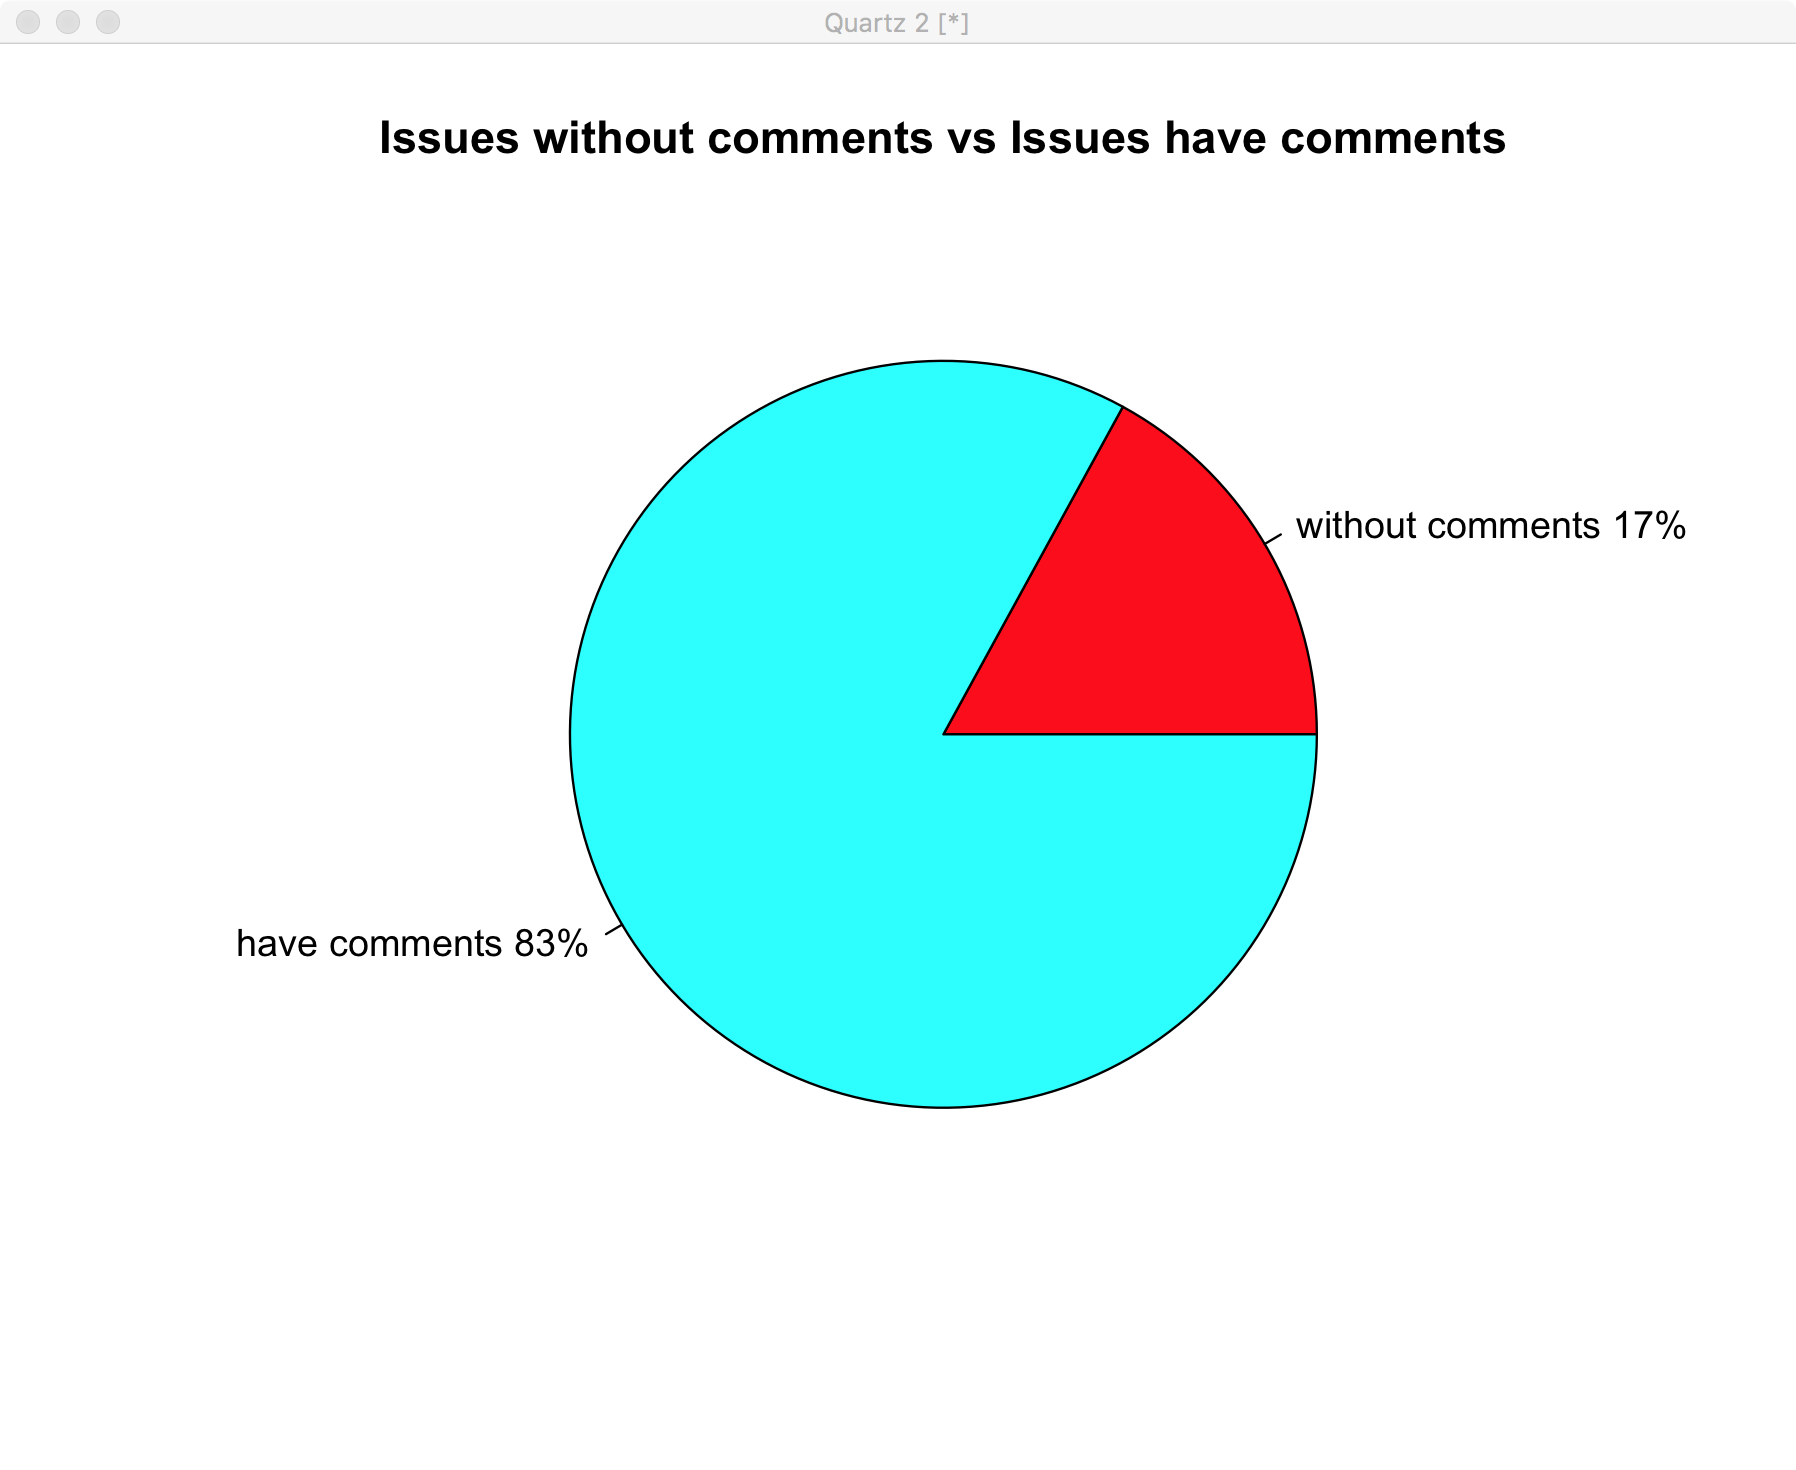 Quartz 2 [*]
Issues without comments vs Issues have comments
without comments 17%
have comments 83%